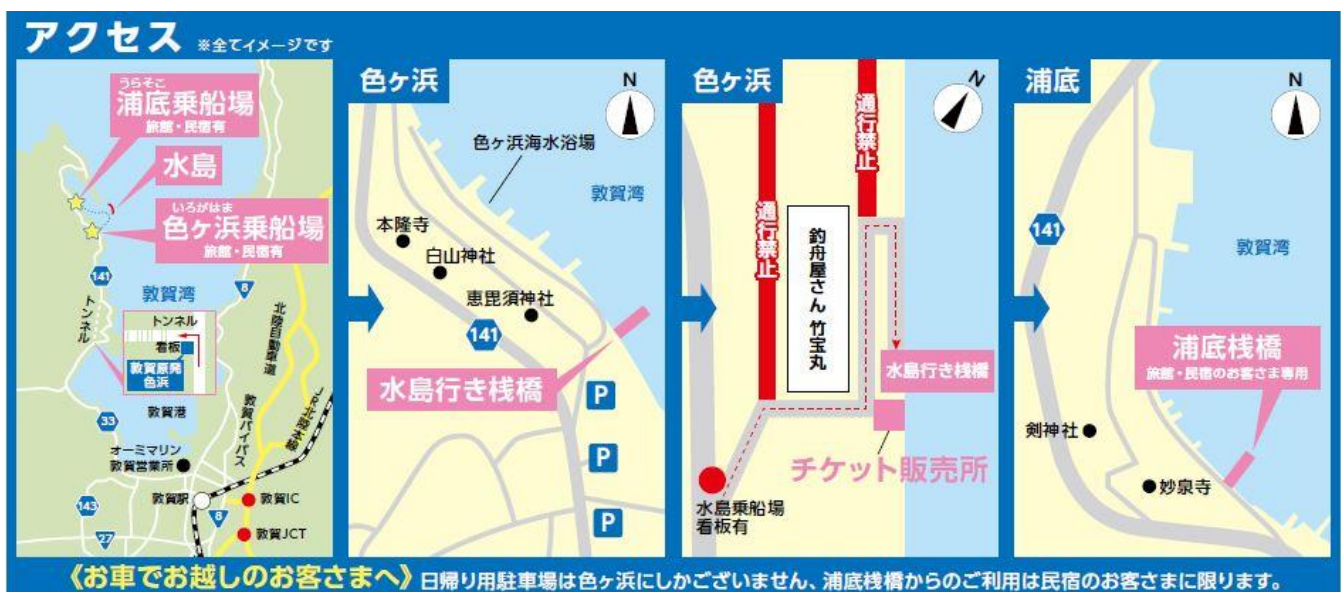 アクセス ※全てイメージです
うらそこ
浦底乗船場
旅館・民宿有
水島
いろがはま
色ヶ浜乗船場
旅館・民宿有
141
敦賀湾
8
トンネル
トンネル
看板
敦賀原発
色浜
北陸自動車道
敦賀バイパス
JR北陸本線
敦賀港
33
オーミマリン
敦賀営業所
敦賀駅
敦賀IC
143
8
27
敦賀JCT
色ヶ浜
N
色ヶ浜海水浴場
敦賀湾
本隆寺
白山神社
恵毘須神社
141
水島行き桟橋
P
P
P
色ヶ浜
N
通行禁止
通行禁止
釣舟屋さん 竹宝丸
水島行き桟橋
チケット販売所
水島乗船場
看板有
浦底
N
141
敦賀湾
浦底桟橋
旅館・民宿のお客さま専用
剣神社
妙泉寺
《お車でお越しのお客さまへ》日帰り用駐車場は色ヶ浜にしかございません、浦底桟橋からのご利用は民宿のお客さまに限ります。